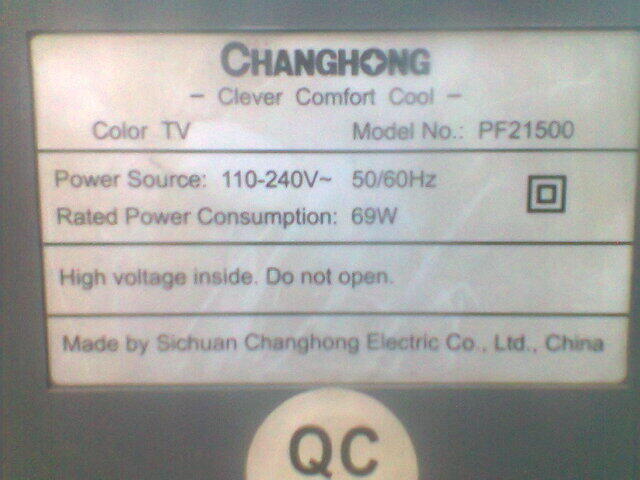 CHANGHONG
- Clever Comfort Cool -
Color TV Model No.: PF21500
Power Source: 110-240V~ 50/60Hz
Rated Power Consumption: 69W
High voltage inside. Do not open.
Made by Sichuan Changhong Electric Co., Ltd., China
QC